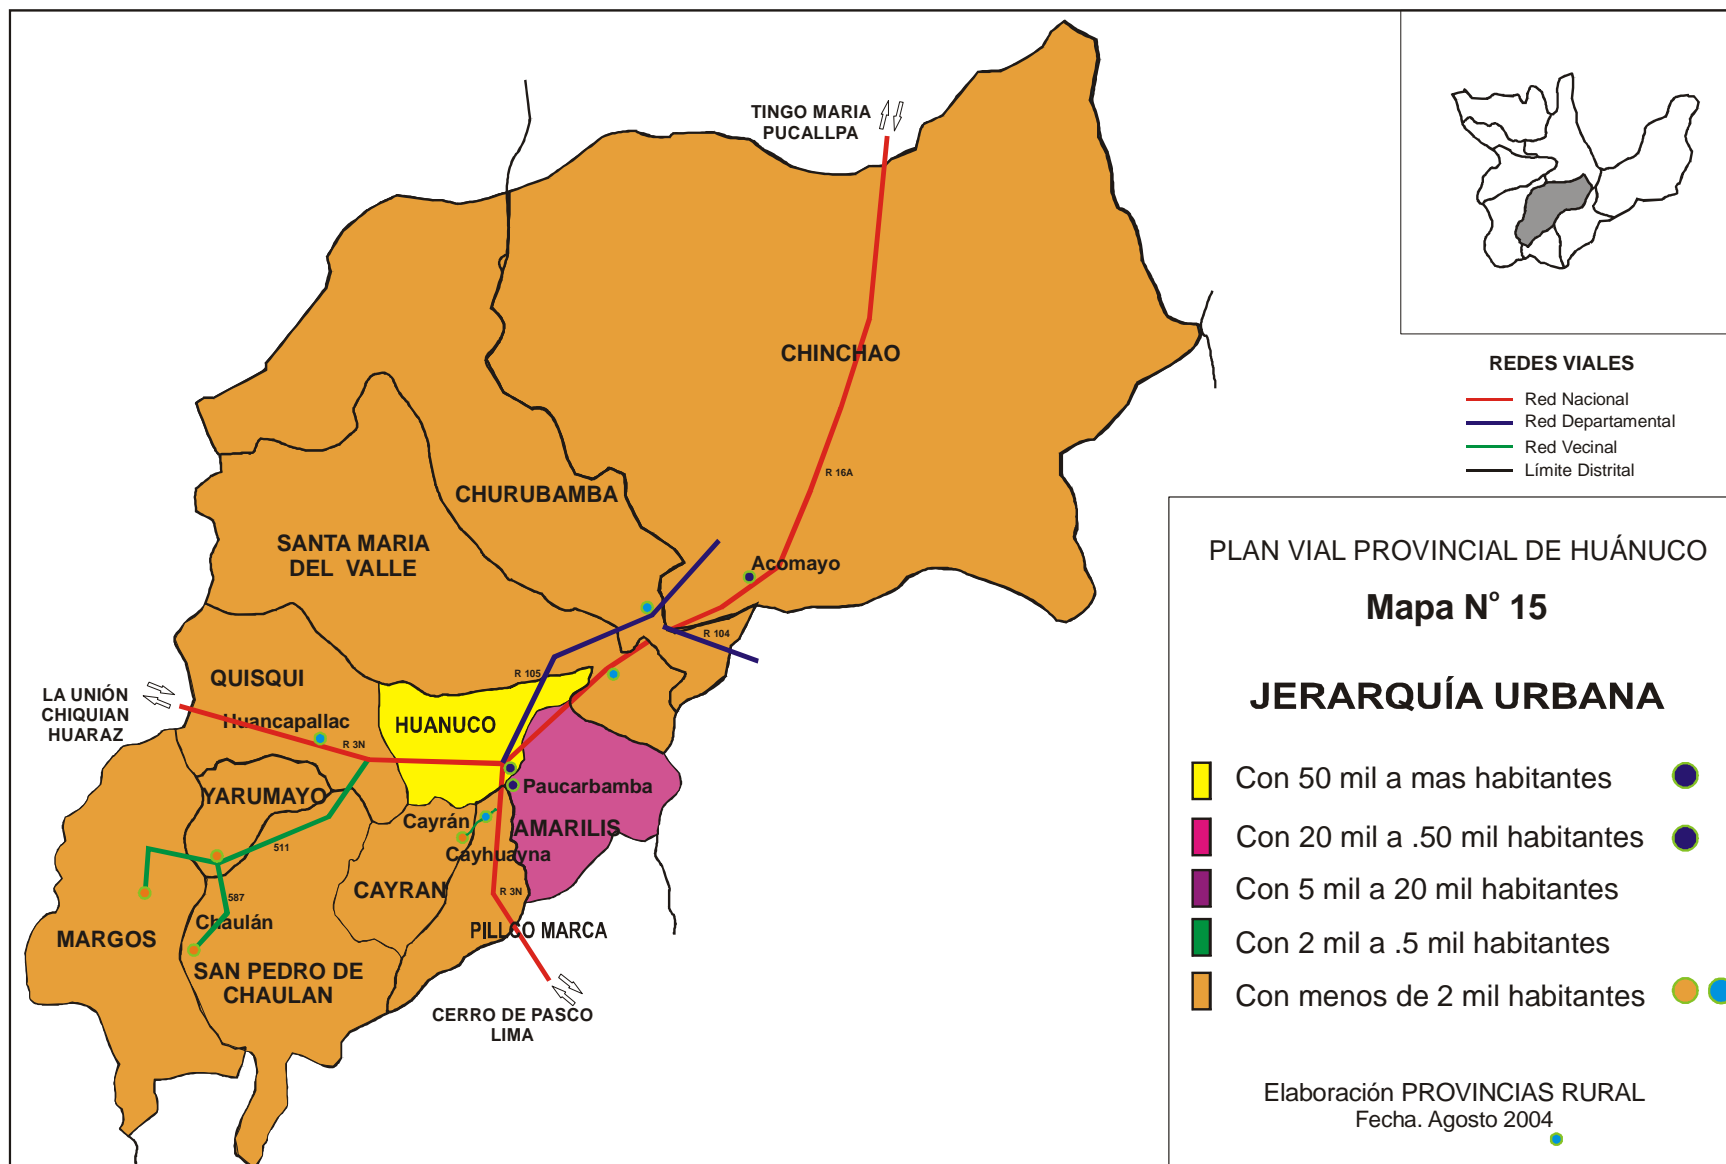 TINGO MARIA
PUCALLPA
CHINCHAO
R 16A
CHURUBAMBA
SANTA MARIA
DEL VALLE
Acomayo
R 104
R 105
QUISQUI
LA UNIÓN
CHIQUIAN
HUARAZ
Huancapallac
R 3N
HUANUCO
YARUMAYO
Paucarbamba
Cayrán
AMARILIS
Cayhuayna
511
CAYRAN
R 3N
587
Chaulán
MARGOS
PILLCO MARCA
SAN PEDRO DE
CHAULAN
CERRO DE PASCO
LIMA
REDES VIALES
Red Nacional
Red Departamental
Red Vecinal
Límite Distrital
PLAN VIAL PROVINCIAL DE HUÁNUCO
Mapa N° 15
JERARQUÍA URBANA
Con 50 mil a mas habitantes
Con 20 mil a .50 mil habitantes
Con 5 mil a 20 mil habitantes
Con 2 mil a .5 mil habitantes
Con menos de 2 mil habitantes
Elaboración PROVINCIAS RURAL
Fecha. Agosto 2004